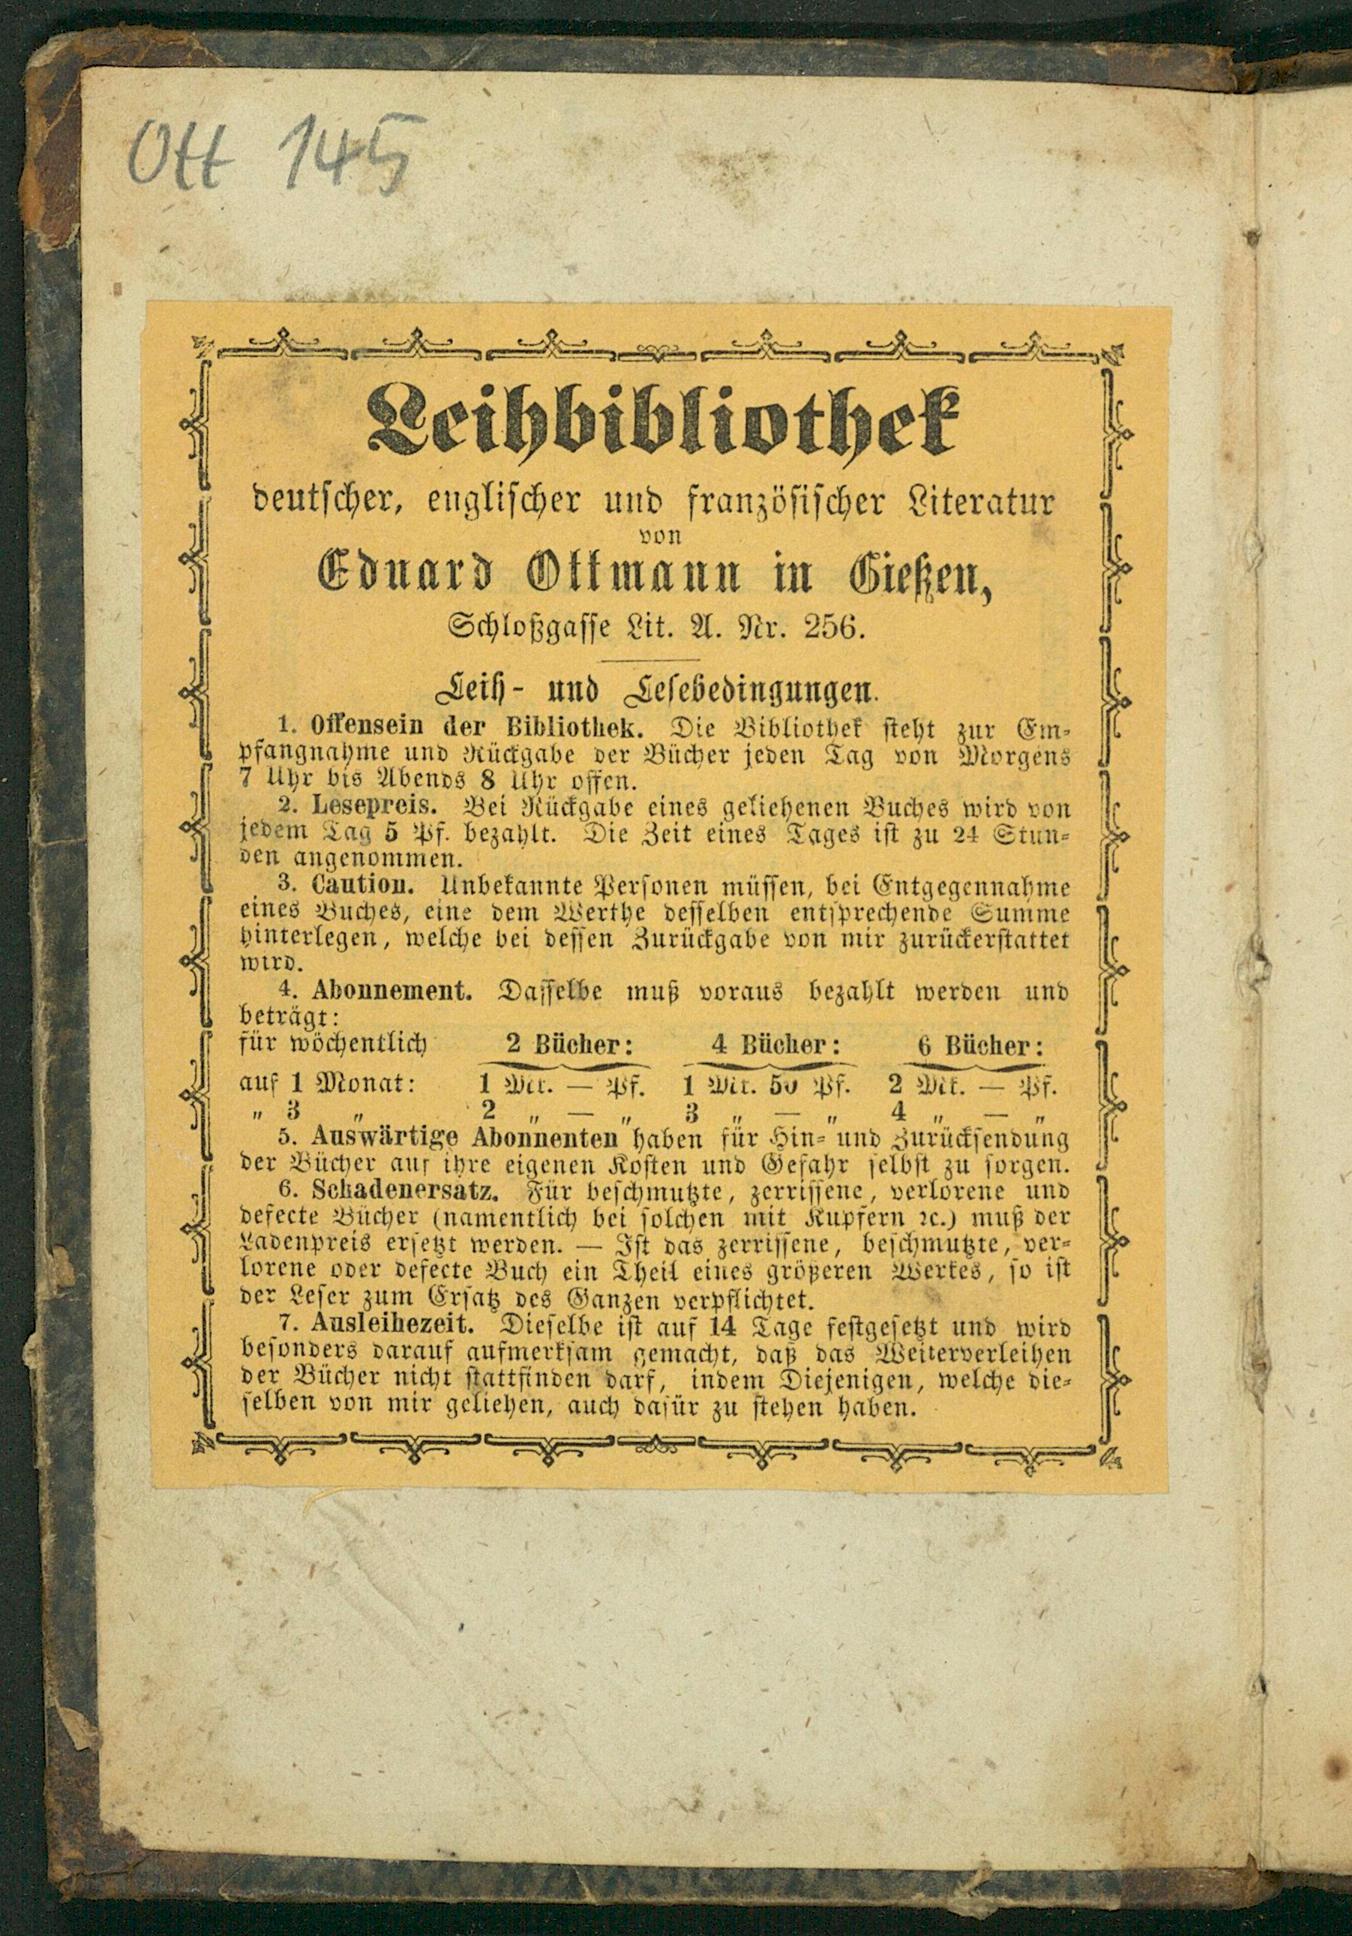 Ott 145
Leihbibliothek
deutscher, englischer und französischer Literatur
von
Eduard Ottmann in Gießen,
Schloßgasse Lit. A. Nr. 256.
Leih- und Lesebedingungen.
1. Offensein der Bibliothek. Die Bibliothek steht zur Em-
pfangnahme und Rückgabe der Bücher jeden Tag von Morgens
7 Uhr bis Abends 8 Uhr offen.
2. Lesepreis. Bei Rückgabe eines geliehenen Buches wird von
jedem Tag 5 Pf. bezahlt. Die Zeit eines Tages ist zu 24 Stun-
den angenommen.
3. Caution. Unbekannte Personen müssen, bei Entgegennahme
eines Buches, eine dem Werthe desselben entsprechende Summe
hinterlegen, welche bei dessen Zurückgabe von mir zurückerstattet
wird.
4. Abonnement. Dasselbe muß voraus bezahlt werden und
beträgt:
für wöchentlich 2 Bücher: 4 Bücher: 6 Bücher:
auf 1 Monat: 1 Mk. — Pf. 1 Mk. 50 Pf. 2 Mk. — Pf.
„ 3 „ 2 „ — „ 3 „ — „ 4 „ — „
5. Auswärtige Abonnenten haben für Hin- und Zurücksendung
der Bücher auf ihre eigenen Kosten und Gefahr selbst zu sorgen.
6. Schadenersatz. Für beschmutzte, zerrissene, verlorene und
defecte Bücher (namentlich bei solchen mit Kupfern ꝛc.) muß der
Ladenpreis ersetzt werden. — Ist das zerrissene, beschmutzte, ver-
lorene oder defecte Buch ein Theil eines größeren Werkes, so ist
der Leser zum Ersatz des Ganzen verpflichtet.
7. Ausleihezeit. Dieselbe ist auf 14 Tage festgesetzt und wird
besonders darauf aufmerksam gemacht, daß das Weiterverleihen
der Bücher nicht stattfinden darf, indem Diejenigen, welche die-
selben von mir geliehen, auch dafür zu stehen haben.